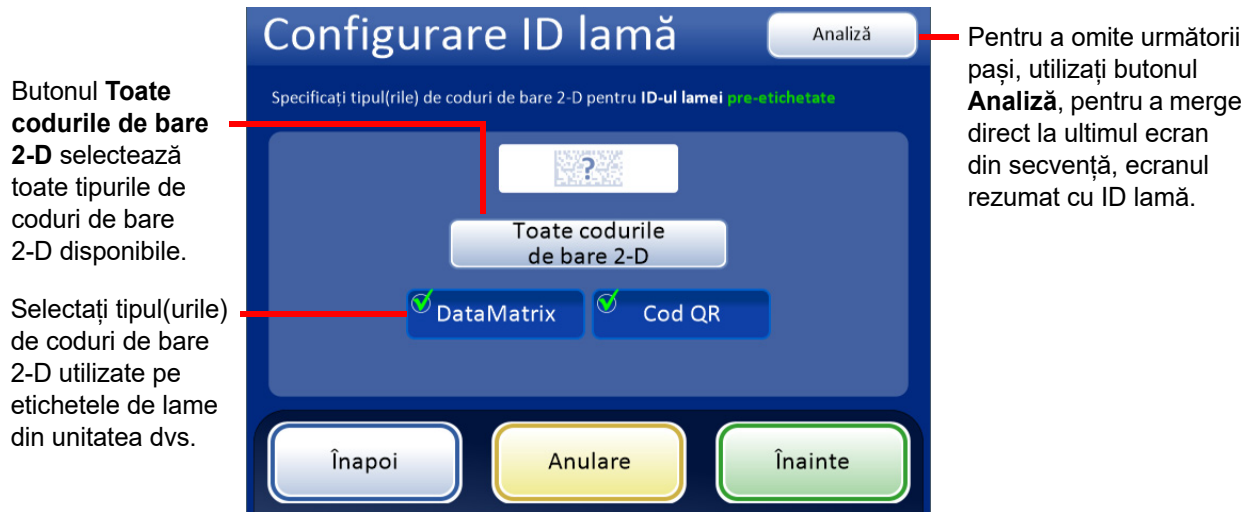 Configurare ID lamă
Analiză
Specificați tipul(rile) de coduri de bare 2-D pentru ID-ul lamei pre-etichetate
?
Toate codurile
de bare 2-D
DataMatrix
Cod QR
Înapoi
Anulare
Înainte
Butonul Toate
codurile de bare
2-D selectează
toate tipurile de
coduri de bare
2-D disponibile.
Selectați tipul(urile)
de coduri de bare
2-D utilizate pe
etichetele de lame
din unitatea dvs.
Pentru a omite următorii
pași, utilizați butonul
Analiză, pentru a merge
direct la ultimul ecran
din secvență, ecranul
rezumat cu ID lamă.